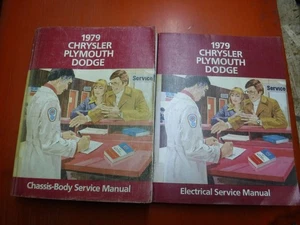 1979
CHRYSLER
PLYMOUTH
DODGE
Service
Chassis-Body Service Manual
1979
CHRYSLER
PLYMOUTH
DODGE
Service
Electrical Service Manual